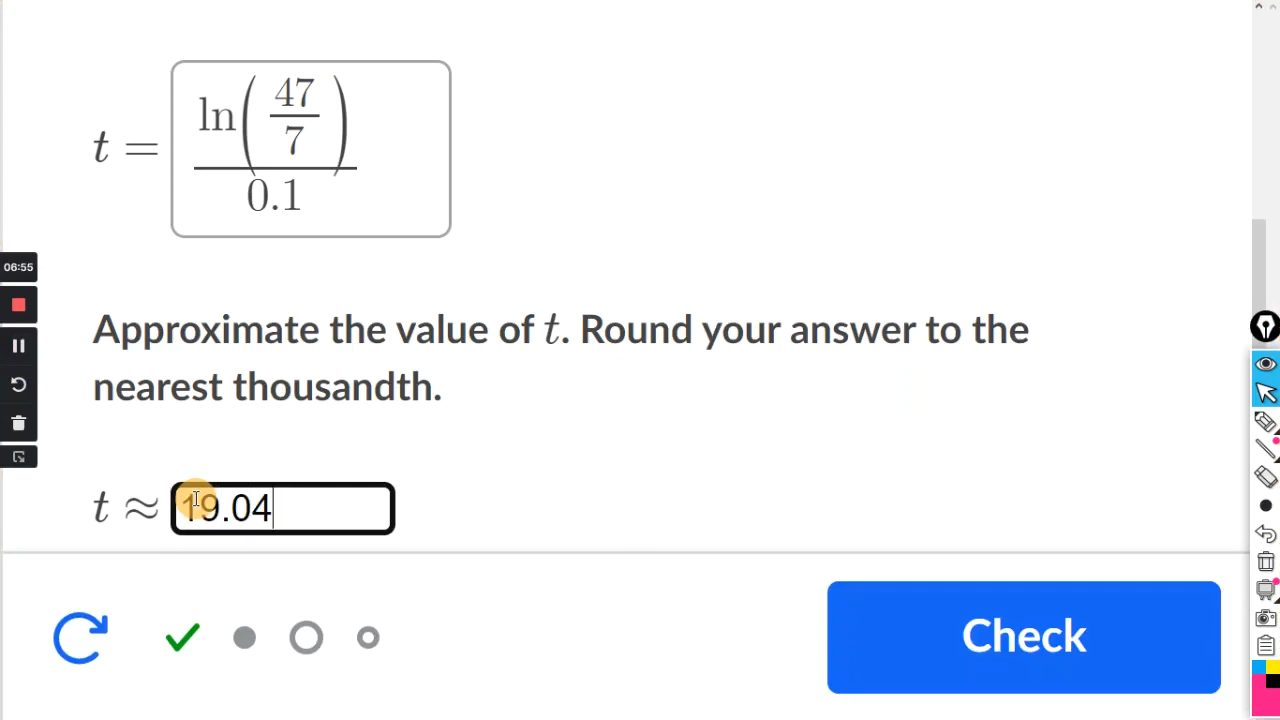 t = ln(47/7)/0.1
06:55
Approximate the value of t. Round your answer to the
nearest thousandth.
t ≈ 19.04
Check